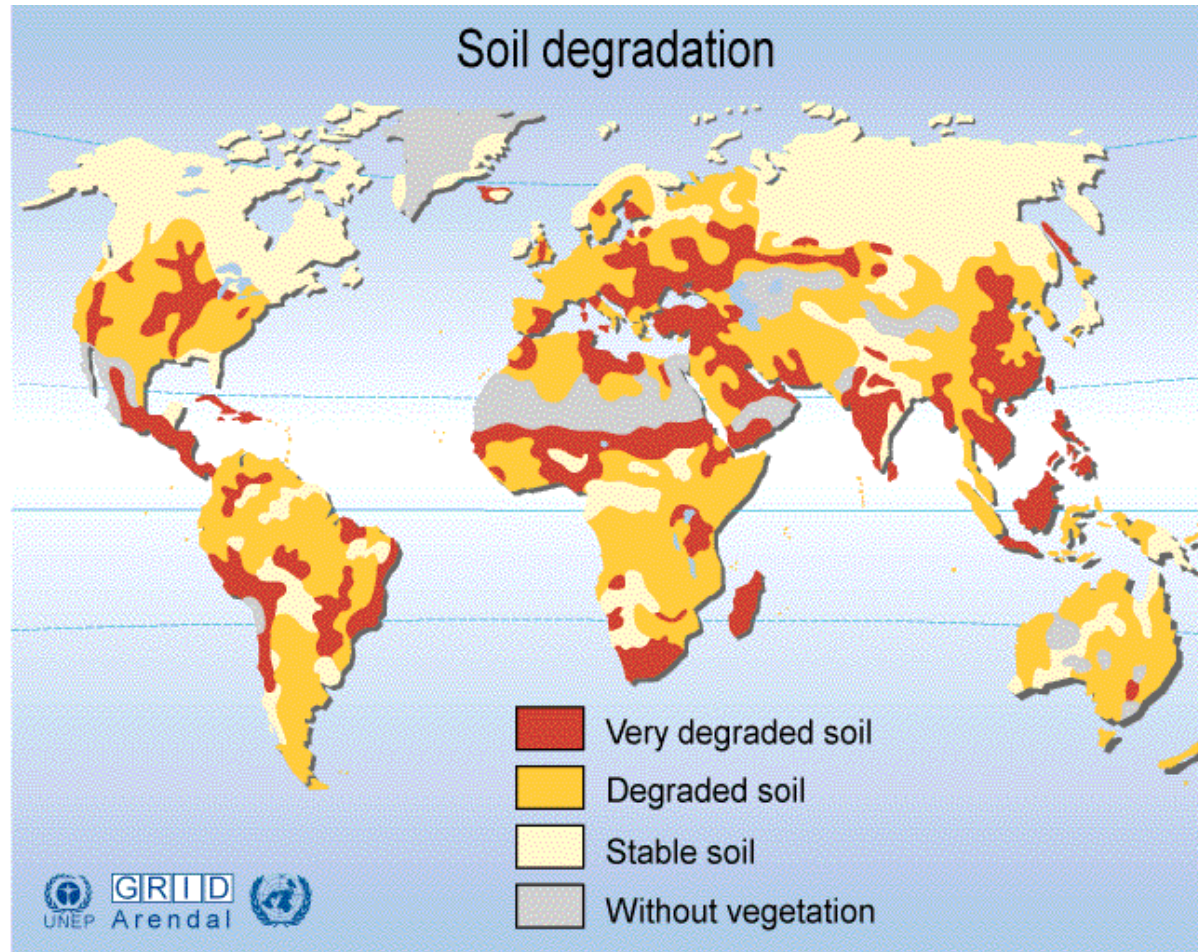 Soil degradation
Very degraded soil
Degraded soil
Stable soil
Without vegetation
UNEP
GRID
Arendal